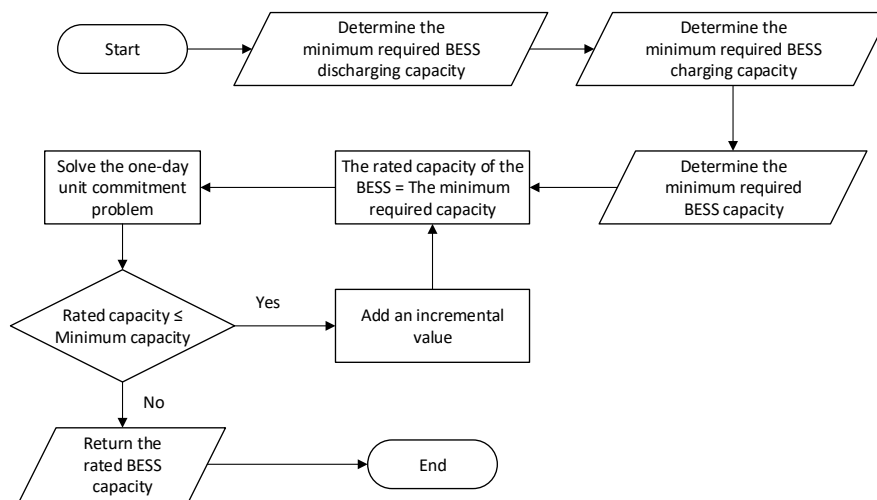 Start
Determine the
minimum required BESS
discharging capacity
Determine the
minimum required BESS
charging capacity
Solve the one-day
unit commitment
problem
The rated capacity of the
BESS = The minimum
required capacity
Determine the
minimum required
BESS capacity
Rated capacity ≤
Minimum capacity
Yes
Add an incremental
value
No
Return the
rated BESS
capacity
End